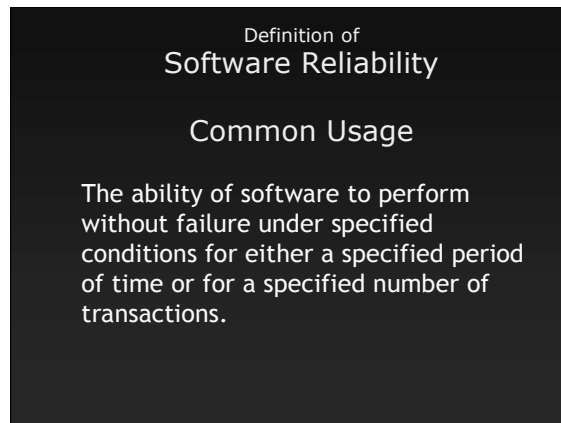 Definition of
Software Reliability
Common Usage
The ability of software to perform
without failure under specified
conditions for either a specified period
of time or for a specified number of
transactions.